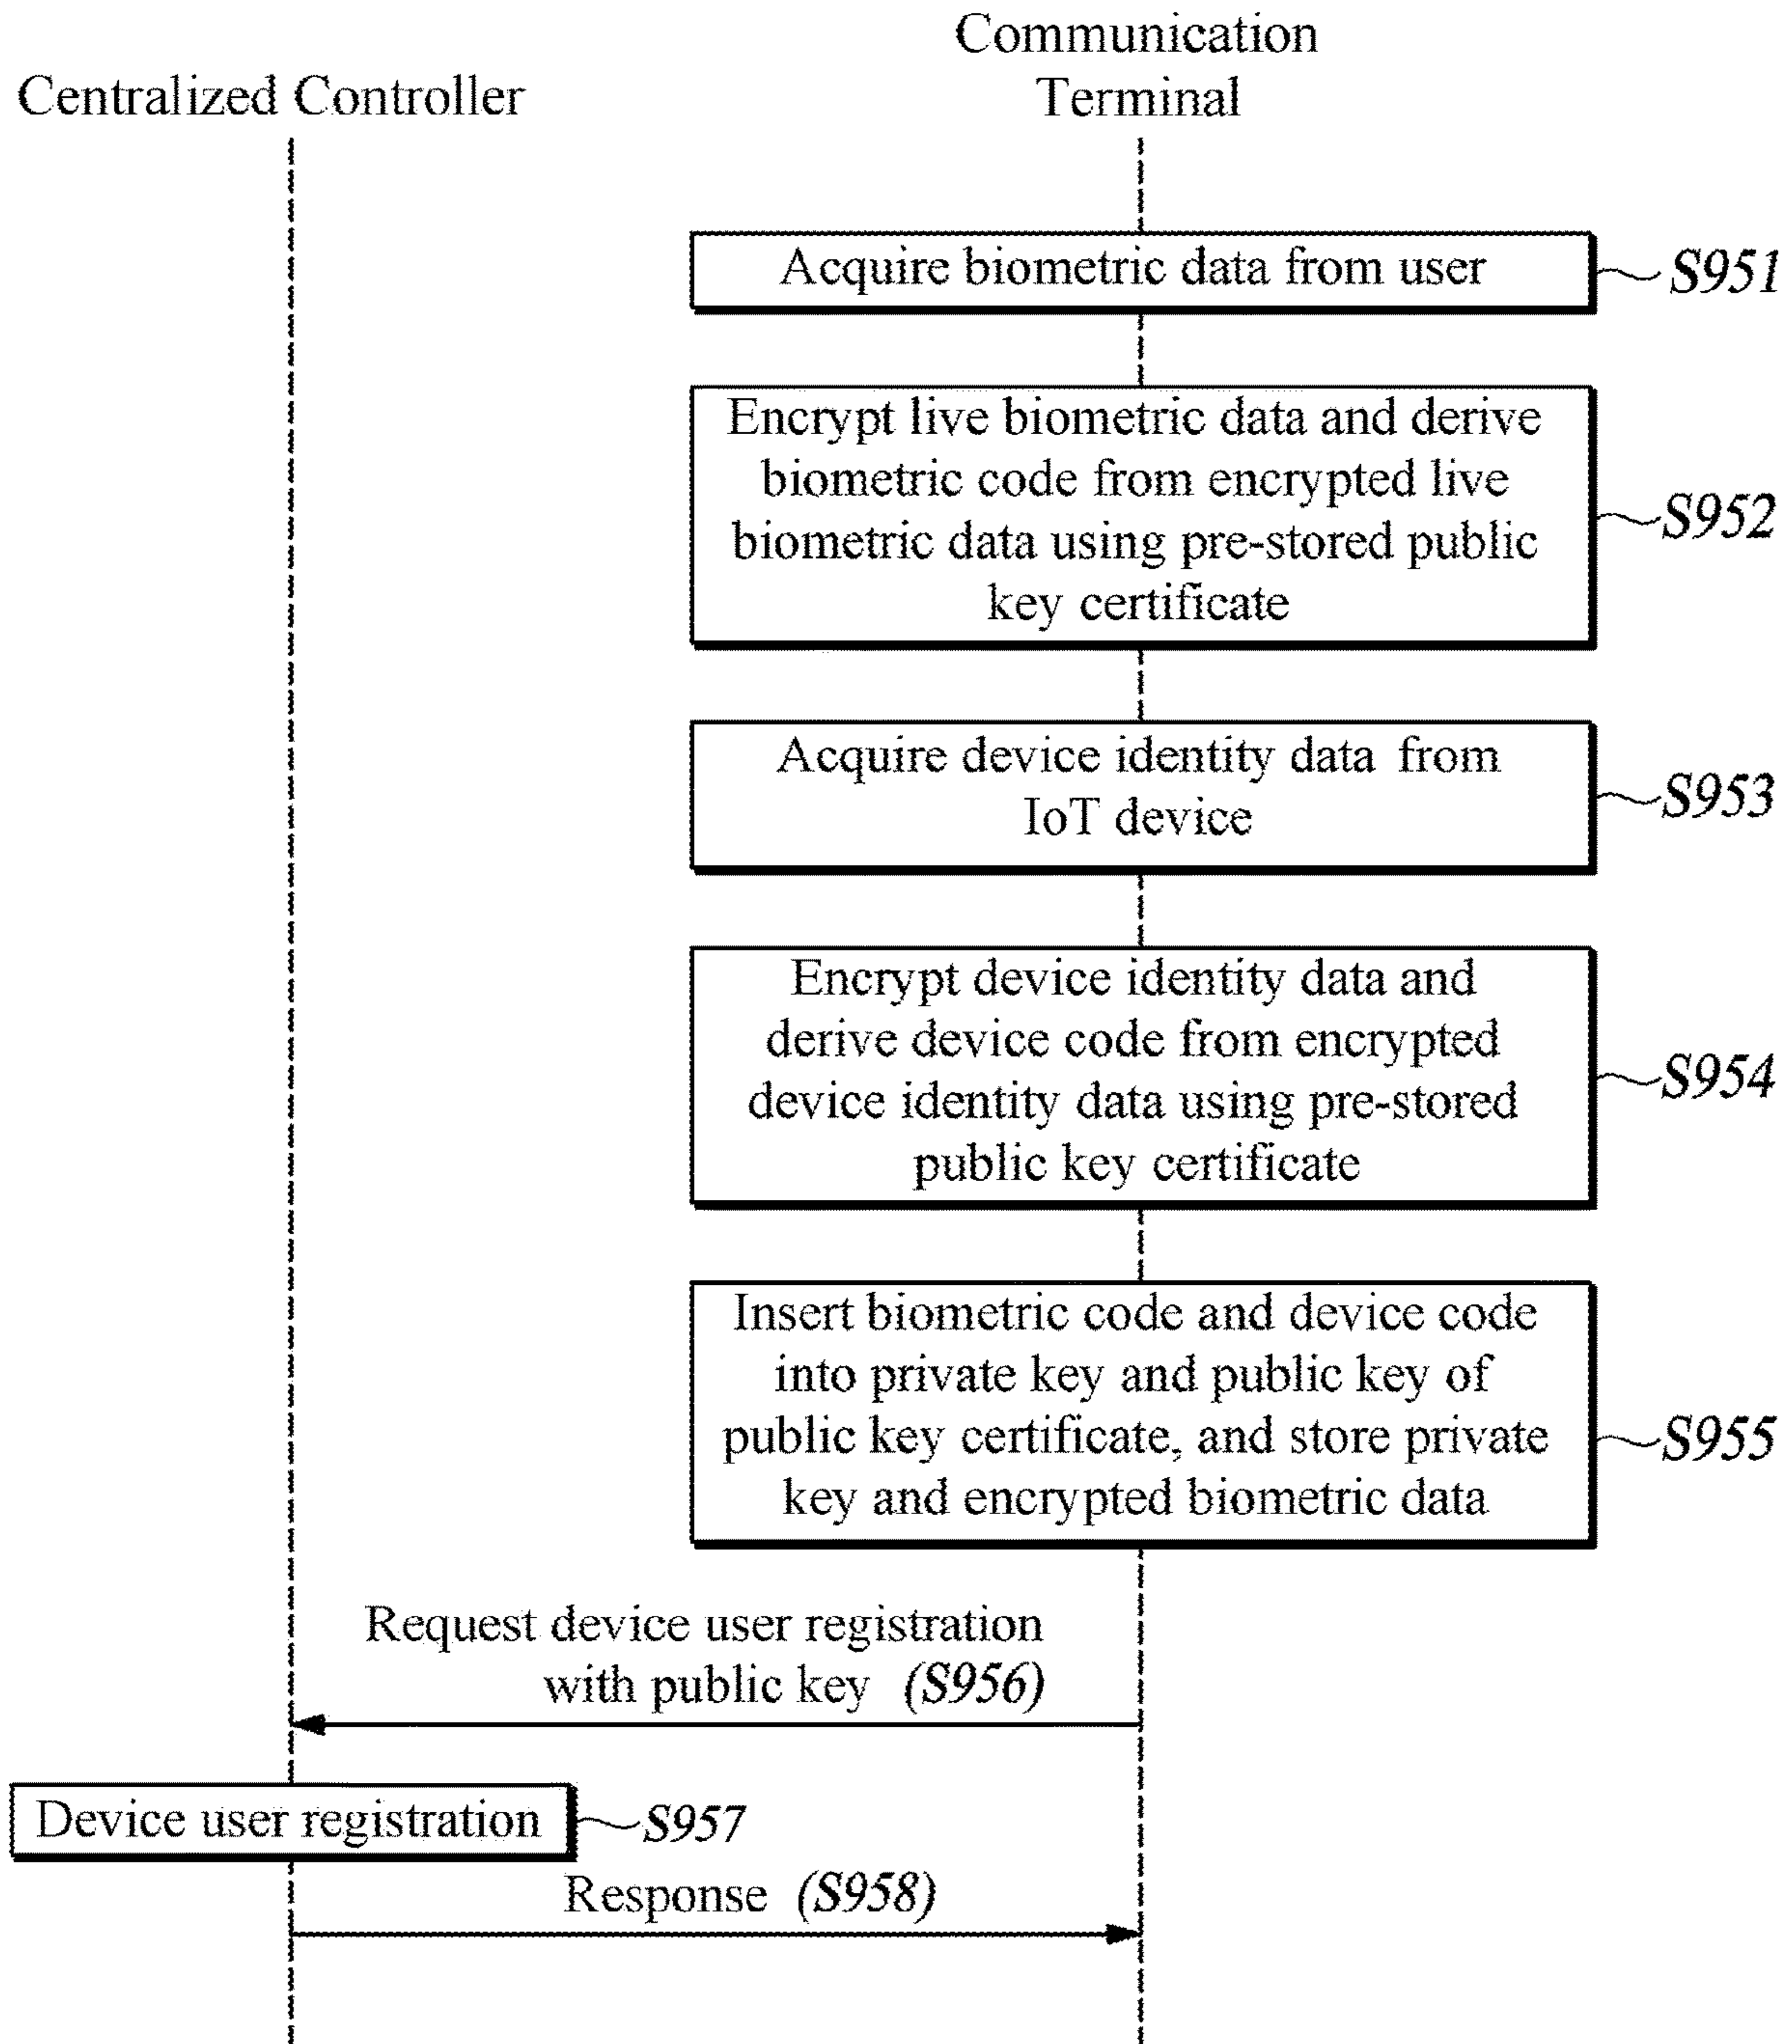 Centralized Controller
Communication
Terminal
Acquire biometric data from user
S951
Encrypt live biometric data and derive
biometric code from encrypted live
biometric data using pre-stored public
key certificate
S952
Acquire device identity data from
IoT device
S953
Encrypt device identity data and
derive device code from encrypted
device identity data using pre-stored
public key certificate
S954
Insert biometric code and device code
into private key and public key of
public key certificate, and store private
key and encrypted biometric data
S955
Request device user registration
with public key (S956)
Device user registration
S957
Response (S958)